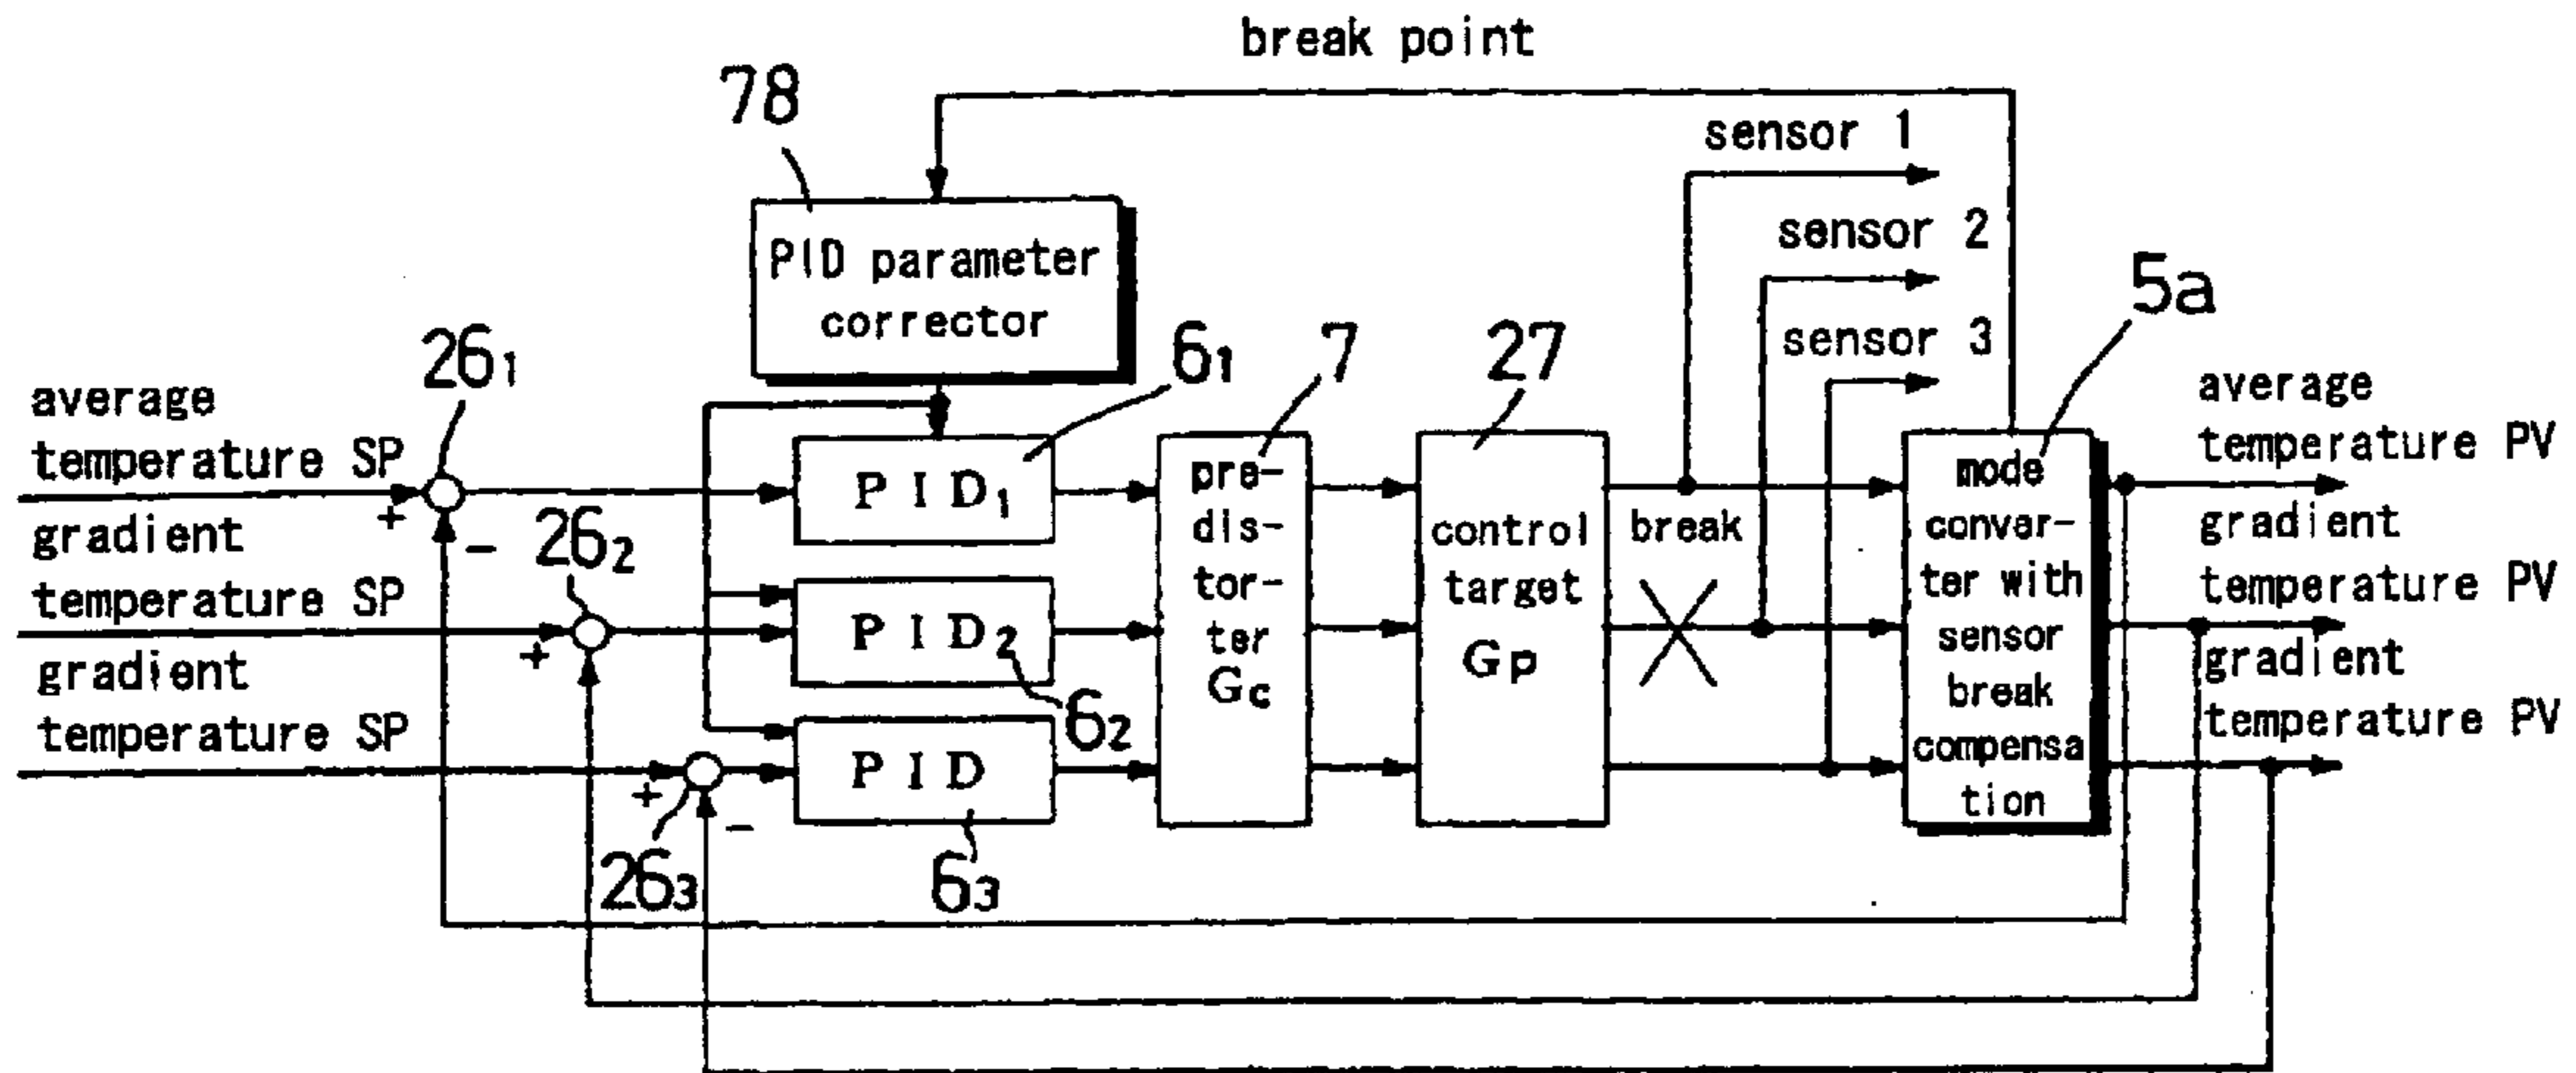 break point
78
sensor 1
sensor 2
sensor 3
5a
PID parameter
corrector
26₁
6₁
7
27
average
temperature SP
+
-
gradient
temperature SP
26₂
+
gradient
temperature SP
+
-
26₃
PID₁
PID₂
6₂
PID
6₃
pre-
dis-
tor-
ter
Gc
control
target
Gp
break
mode
conver-
ter with
sensor
break
compensa
tion
average
temperature PV
gradient
temperature PV
gradient
temperature PV